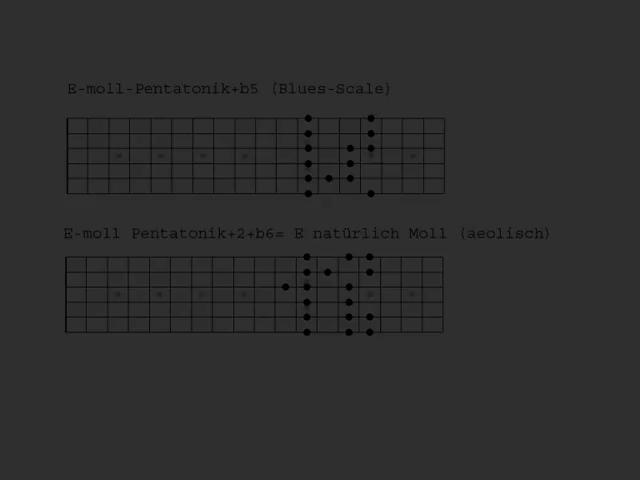 E-moll-Pentatonik+b5 (Blues-Scale)
E-moll Pentatonik+2+b6= E natürlich Moll (aeolisch)